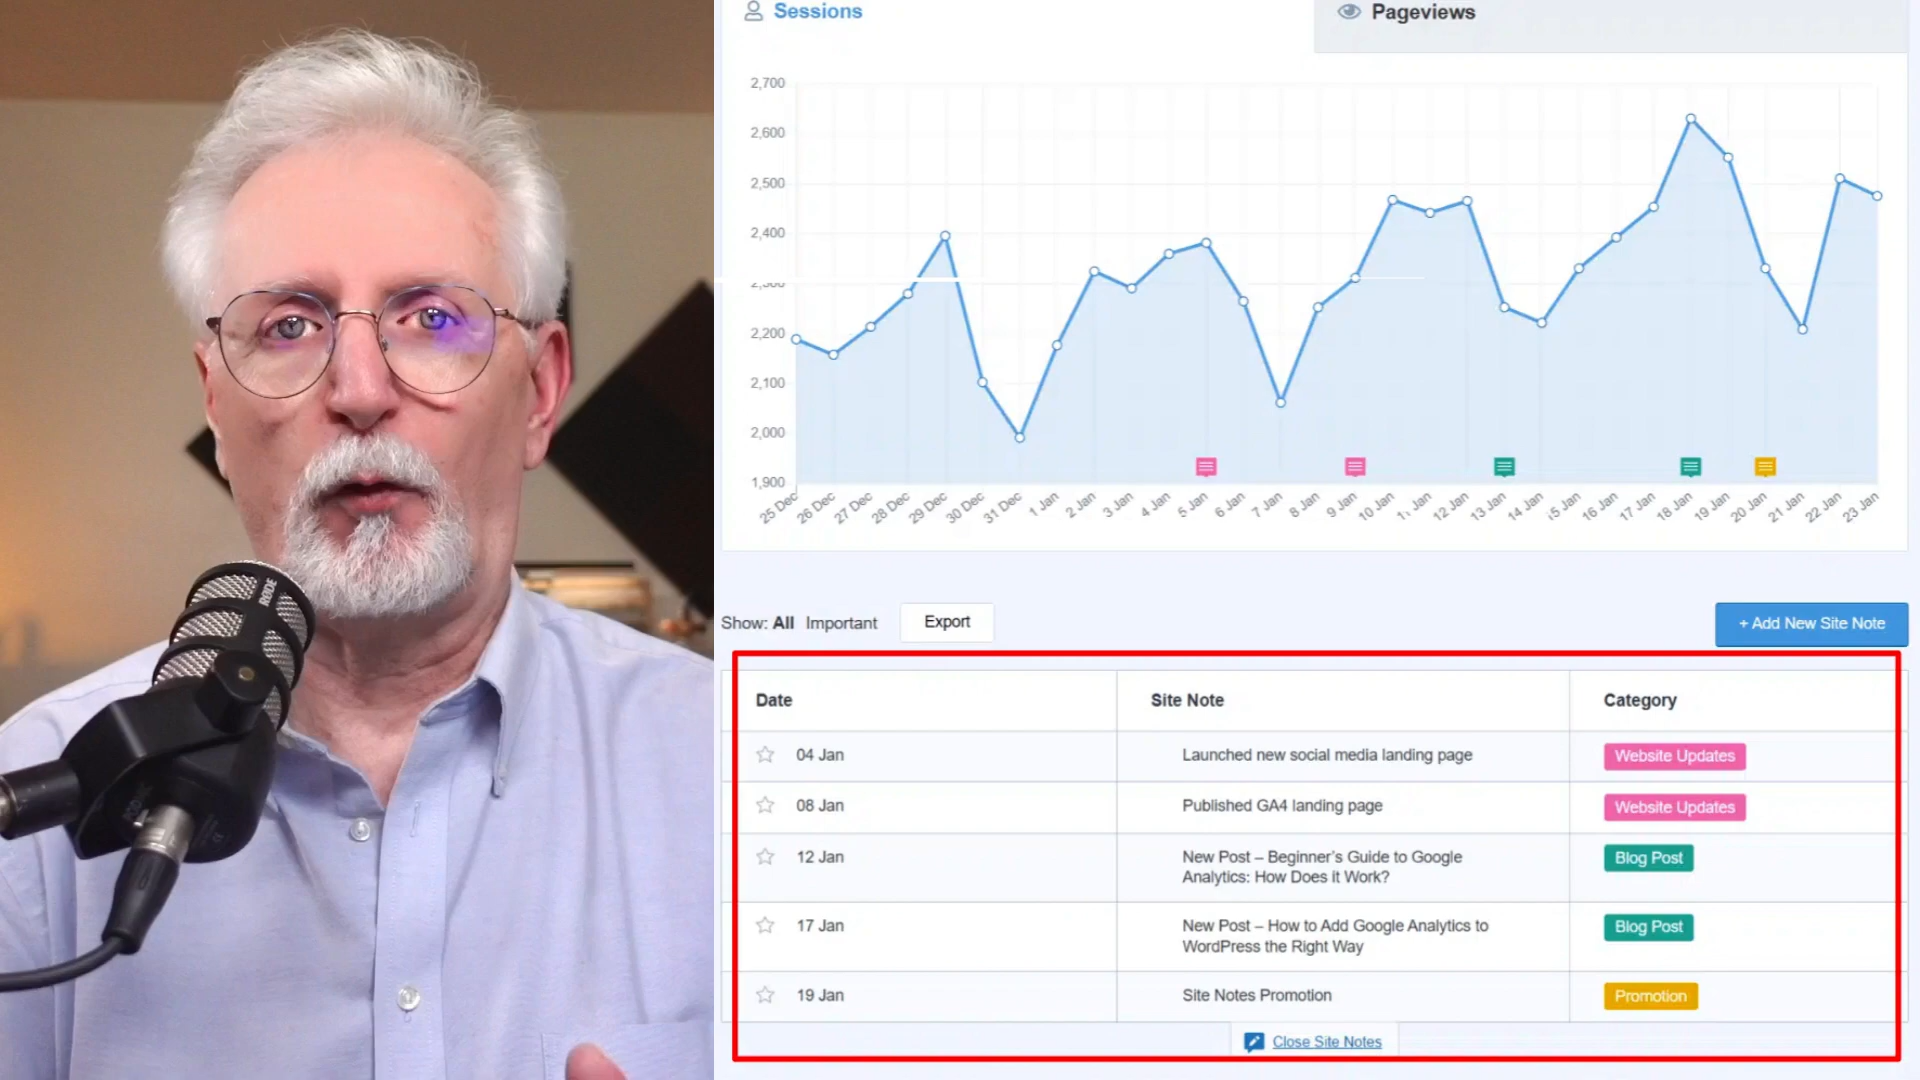 Sessions
Pageviews
2,700
2,600
2,500
2,400
2,300
2,200
2,100
2,000
1,900
25 Dec
26 Dec
27 Dec
28 Dec
29 Dec
30 Dec
31 Dec
1 Jan
2 Jan
3 Jan
4 Jan
5 Jan
6 Jan
7 Jan
8 Jan
9 Jan
10 Jan
11 Jan
12 Jan
13 Jan
14 Jan
15 Jan
16 Jan
17 Jan
18 Jan
19 Jan
20 Jan
21 Jan
22 Jan
23 Jan
Show: All Important Export
+ Add New Site Note
Date Site Note Category
04 Jan Launched new social media landing page Website Updates
08 Jan Published GA4 landing page Website Updates
12 Jan New Post – Beginner's Guide to Google Blog Post
Analytics: How Does it Work?
17 Jan New Post – How to Add Google Analytics to Blog Post
WordPress the Right Way
19 Jan Site Notes Promotion Promotion
Close Site Notes
RØDE